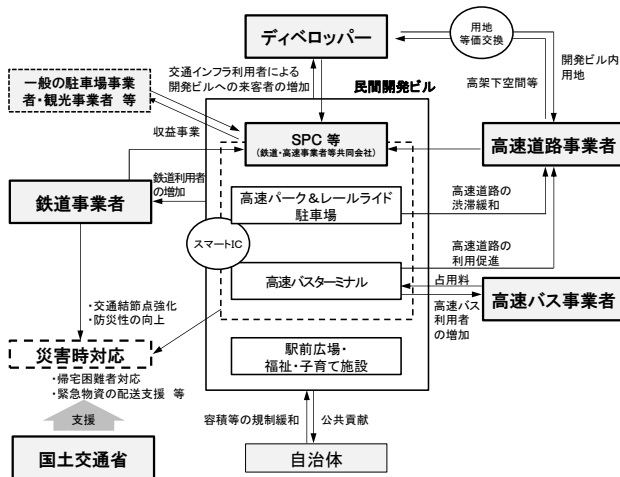 ディベロッパー
用地
等価交換
開発ビル内
用地
高架下空間等
交通インフラ利用者による
開発ビルへの来客者の増加
民間開発ビル
一般の駐車場事業
者・観光事業者 等
収益事業
SPC 等
（鉄道・高速事業者等共同会社）
高速道路事業者
鉄道利用者
の増加
鉄道事業者
高速パーク＆レールライド
駐車場
高速道路の
渋滞緩和
スマートIC
高速道路の
利用促進
高速バスターミナル
占用料
高速バス事業者
高速バス
利用者
の増加
・交通結節点強化
・防災性の向上
災害時対応
・帰宅困難者対応
・緊急物資の配送支援 等
駅前広場・
福祉・子育て施設
支援
容積等の規制緩和
公共貢献
国土交通省
自治体